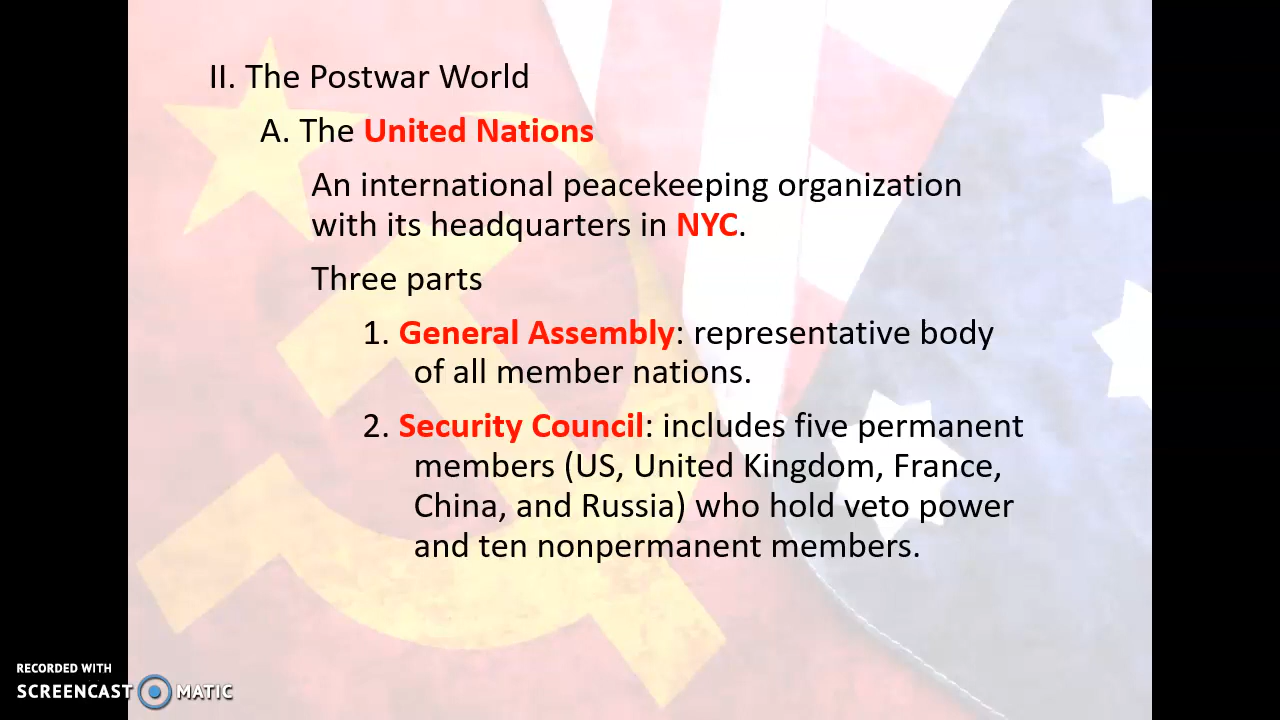 II. The Postwar World
A. The United Nations
An international peacekeeping organization
with its headquarters in NYC.
Three parts
1. General Assembly: representative body
of all member nations.
2. Security Council: includes five permanent
members (US, United Kingdom, France,
China, and Russia) who hold veto power
and ten nonpermanent members.
RECORDED WITH
SCREENCAST MATIC